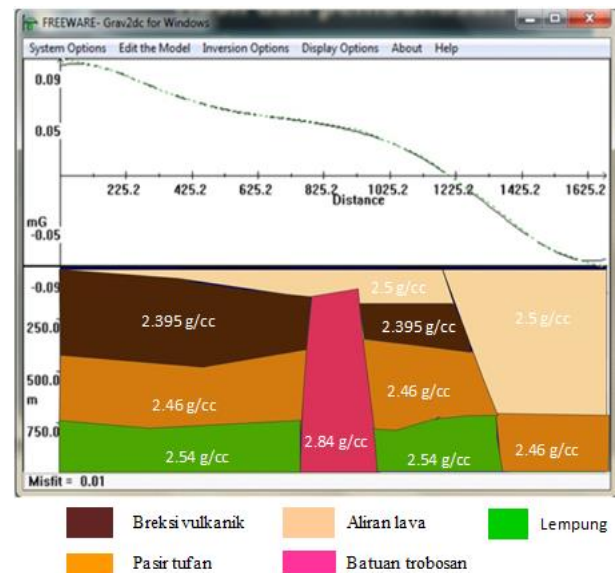 FREEWARE- Grav2dc for Windows
System Options Edit the Model Inversion Options Display Options About Help
0.09
0.05
225.2 425.2 625.2 825.2 1025.2 1225.2 1425.2 1625.2
Distance
mG
-0.05
-0.09
2.5 g/cc
2.395 g/cc
2.395 g/cc
2.5 g/cc
250.0
500.0
m
2.46 g/cc
2.46 g/cc
750.0
2.54 g/cc
2.84 g/cc
2.54 g/cc
2.46 g/cc
Misfit = 0.01
Breksi vulkanik
Aliran lava
Lempung
Pasir tufan
Batuan trobosan